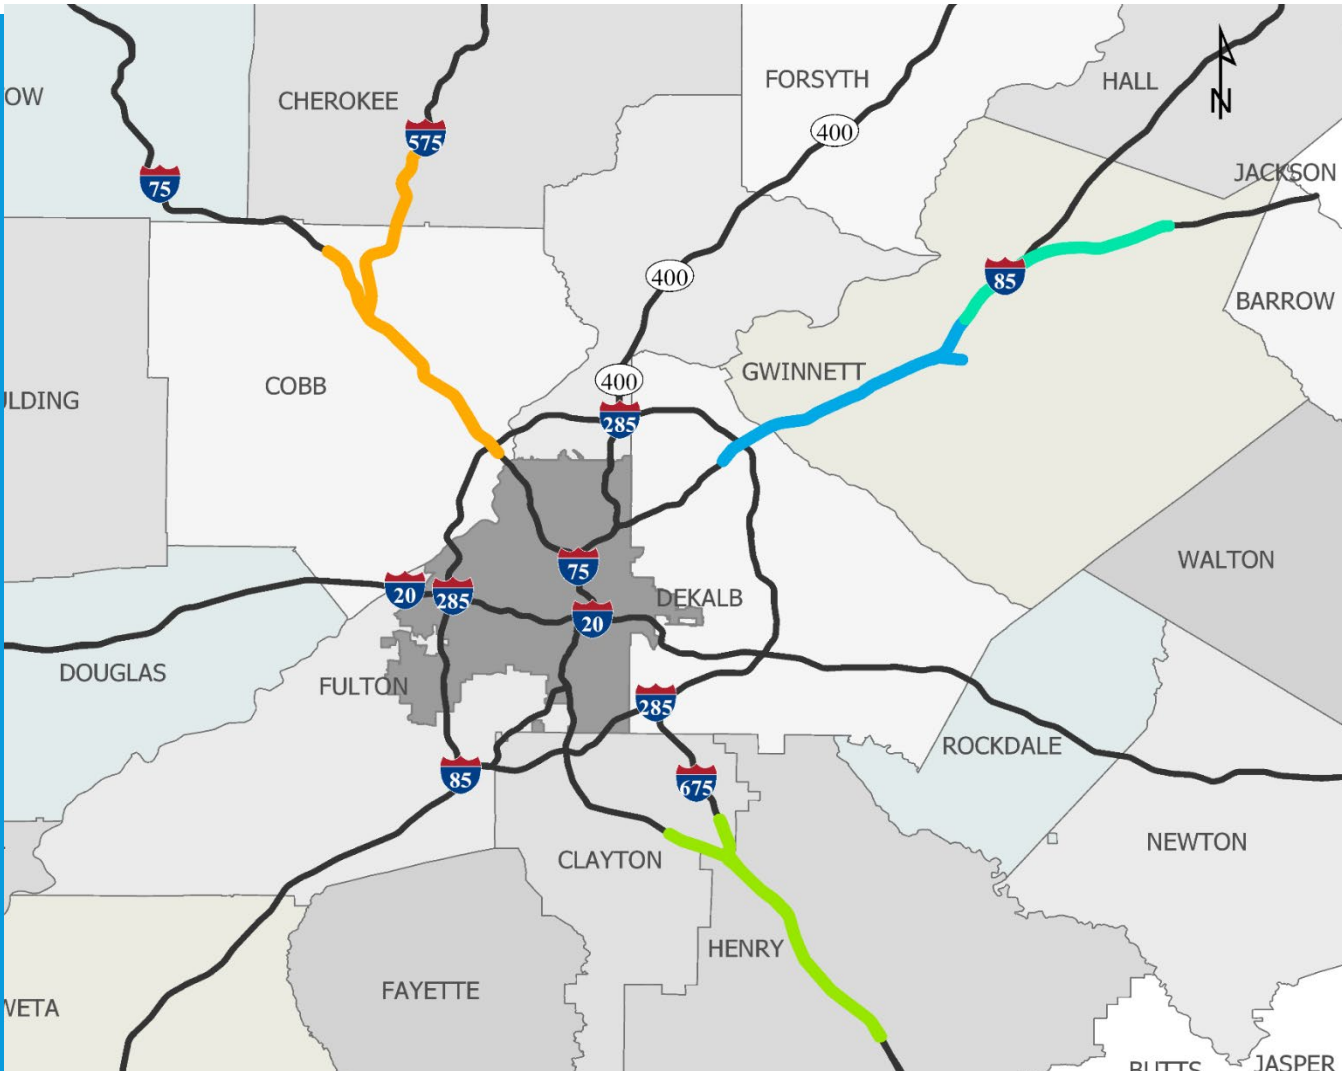 FORSYTH
HALL
OW
CHEROKEE
400
575
N
75
JACKSON
400
85
BARROW
GWINNETT
400
COBB
ULDING
285
WALTON
75
20
285
DEKALB
20
DOUGLAS
FULTON
285
ROCKDALE
85
675
NEWTON
CLAYTON
HENRY
FAYETTE
WETA
BUTTS
JASPER